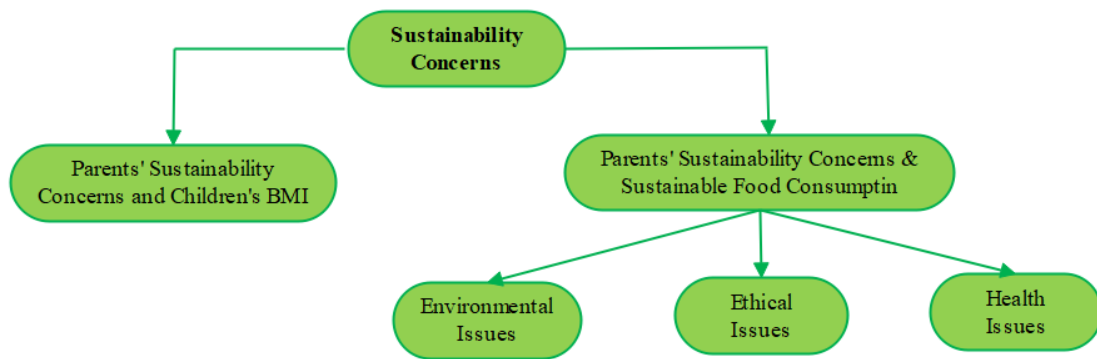 Sustainability
Concerns
Parents' Sustainability
Concerns and Children's BMI
Parents' Sustainability Concerns &
Sustainable Food Consumptin
Environmental
Issues
Ethical
Issues
Health
Issues